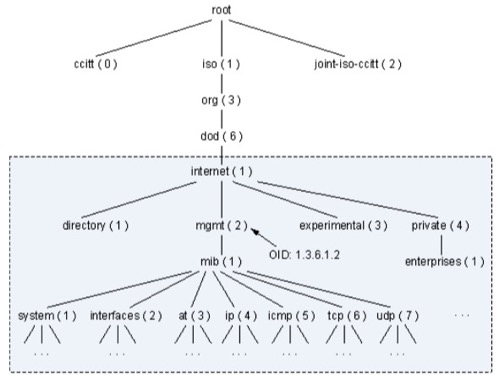 root
ccitt ( 0 ) iso ( 1 ) joint-iso-ccitt ( 2 )
org ( 3 )
dod ( 6 )
internet ( 1 )
directory ( 1 ) mgmt ( 2 ) experimental ( 3 ) private ( 4 )
OID: 1.3.6.1.2
mib ( 1 ) enterprises ( 1 )
system ( 1 ) interfaces ( 2 ) at ( 3 ) ip ( 4 ) icmp ( 5 ) tcp ( 6 ) udp ( 7 ) . . .
. . . . . . . . . . . . . . . . . . . . .